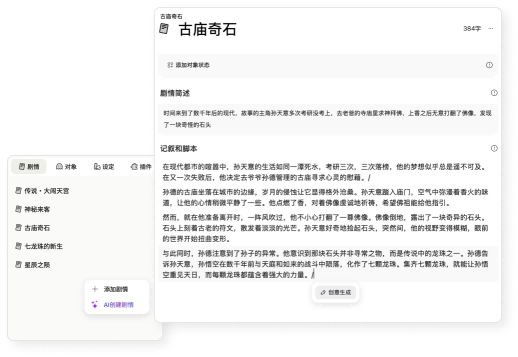 古庙奇石
古庙奇石
384字 ···
添加对象状态
剧情简述
时间来到了数千年后的现代，故事的主角孙天意多次考研没考上，去老爸的寺庙里求神拜佛，上香之后无意打翻了佛像，发现
了一块奇怪的石头
记叙和脚本
在现代都市的喧嚣中，孙天意的生活如同一潭死水，考研三次，三次落榜，他的梦想似乎总是遥不可及。
在又一次失败后，他决定去爷爷孙德管理的古庙寻求心灵的慰藉。/
孙德的古庙坐落在城市的边缘，岁月的侵蚀让它显得格外沧桑。孙天意踏入庙门，空气中弥漫着香火的味
道，让他的心情稍微平静了一些。他点燃了香，对着佛像虔诚地祈祷，希望佛祖能给他指引。
然而，就在他准备离开时，一阵风吹过，他不小心打翻了一尊佛像。佛像倒地，露出了一块奇异的石头。
石头上刻着古老的符文，散发着淡淡的光芒。孙天意好奇地捡起石头，突然间，他的视野变得模糊，眼前
的世界开始扭曲变形。
与此同时，孙德注意到了孙子的异常。他意识到那块石头并非寻常之物，而是传说中的龙珠之一。孙德告
诉孙天意，孙悟空在数千年前与天庭和如来的战斗中陨落，化作了七颗龙珠。集齐七颗龙珠，就能让孙悟
空重见天日，而每颗龙珠都蕴含着强大的力量。/
创意生成
剧情 对象 设定 插件
传说·大闹天宫
神秘来客
古庙奇石
七龙珠的新生
星辰之陨
添加剧情
AI创建剧情